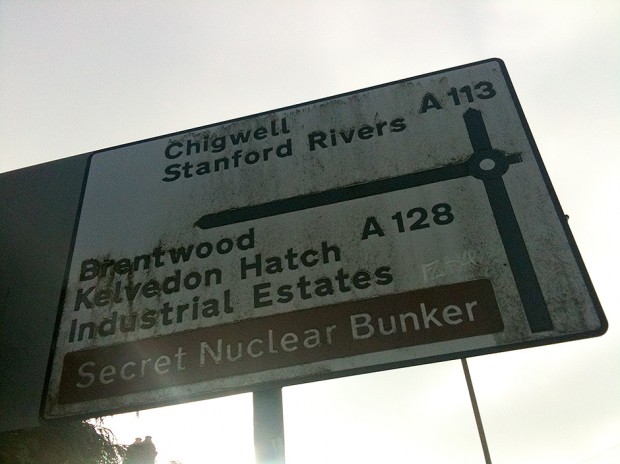 Chigwell
Stanford Rivers A 113
Brentwood
Kelvedon Hatch A 128
Industrial Estates
Secret Nuclear Bunker